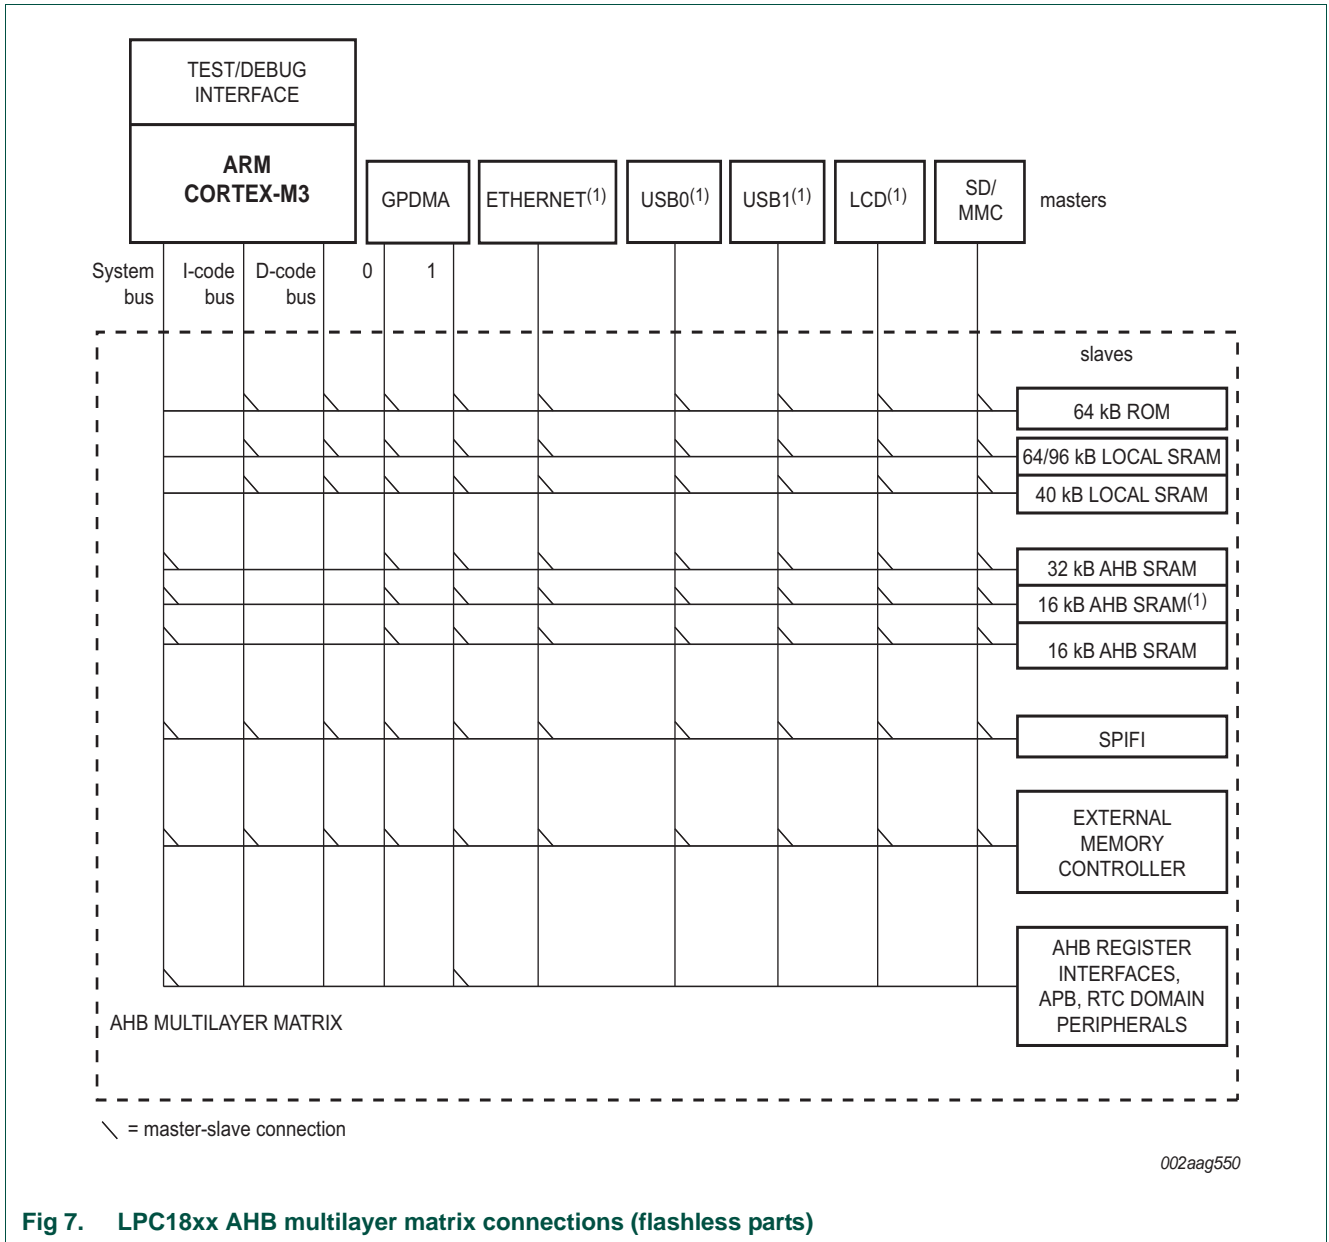 TEST/DEBUG
INTERFACE
ARM
CORTEX-M3
GPDMA
ETHERNET(1)
USB0(1)
USB1(1)
LCD(1)
SD/
MMC
masters
System
bus
I-code
bus
D-code
bus
0
1
slaves
64 kB ROM
64/96 kB LOCAL SRAM
40 kB LOCAL SRAM
32 kB AHB SRAM
16 kB AHB SRAM(1)
16 kB AHB SRAM
SPIFI
EXTERNAL
MEMORY
CONTROLLER
AHB REGISTER
INTERFACES,
APB, RTC DOMAIN
PERIPHERALS
AHB MULTILAYER MATRIX
= master-slave connection
002aag550
Fig 7. LPC18xx AHB multilayer matrix connections (flashless parts)